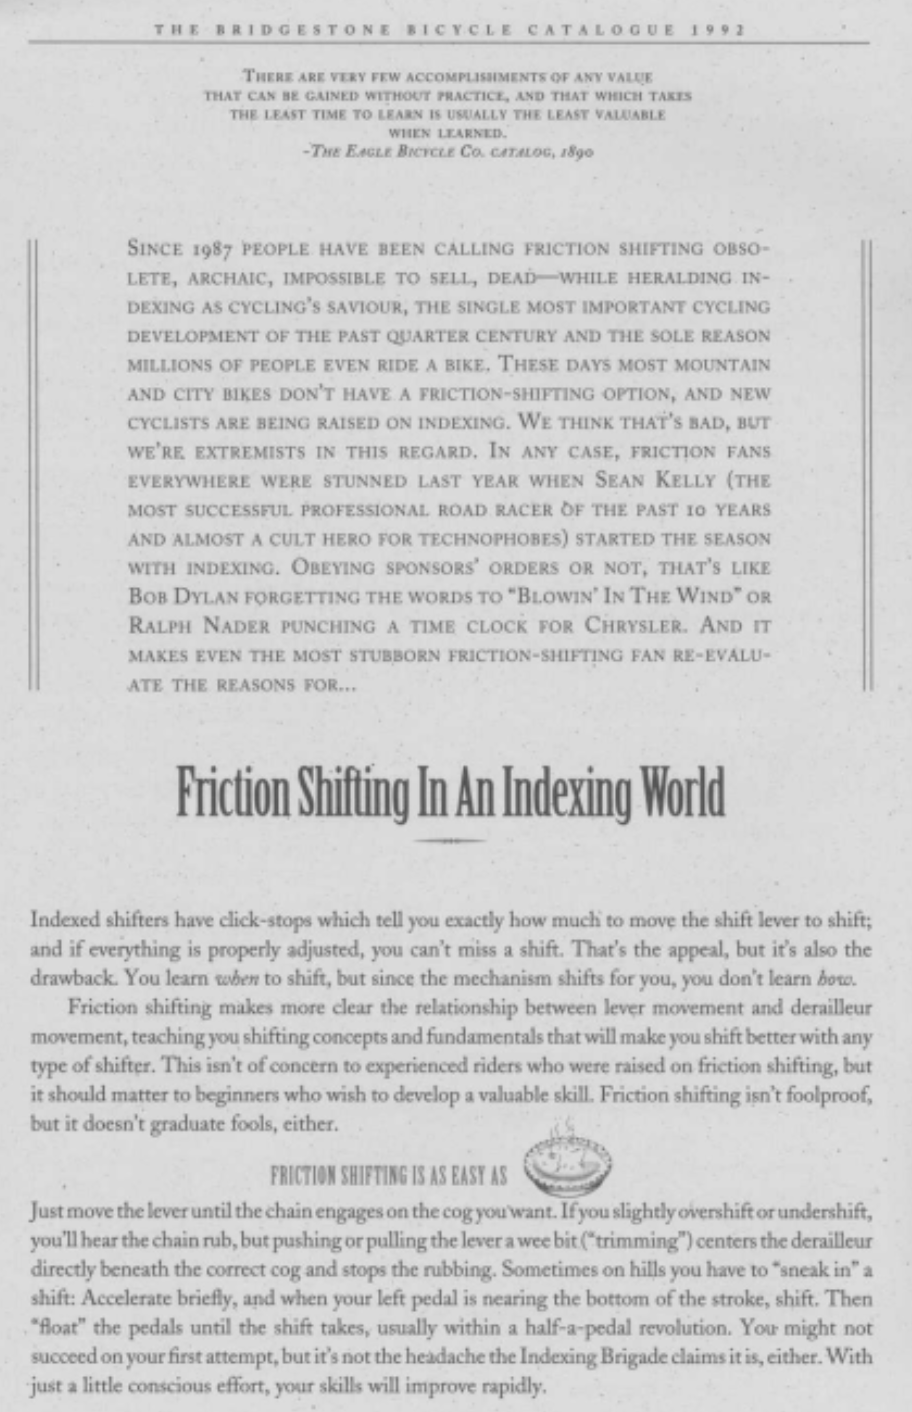 THE BRIDGESTONE BICYCLE CATALOGUE 1992
THERE ARE VERY FEW ACCOMPLISHMENTS OF ANY VALUE
THAT CAN BE GAINED WITHOUT PRACTICE, AND THAT WHICH TAKES
THE LEAST TIME TO LEARN IS USUALLY THE LEAST VALUABLE
WHEN LEARNED.
-THE EAGLE BICYCLE CO. CATALOG, 1890
SINCE 1987 PEOPLE HAVE BEEN CALLING FRICTION SHIFTING OBSO-
LETE, ARCHAIC, IMPOSSIBLE TO SELL, DEAD—WHILE HERALDING IN-
DEXING AS CYCLING'S SAVIOUR, THE SINGLE MOST IMPORTANT CYCLING
DEVELOPMENT OF THE PAST QUARTER CENTURY AND THE SOLE REASON
MILLIONS OF PEOPLE EVEN RIDE A BIKE. THESE DAYS MOST MOUNTAIN
AND CITY BIKES DON'T HAVE A FRICTION-SHIFTING OPTION, AND NEW
CYCLISTS ARE BEING RAISED ON INDEXING. WE THINK THAT'S BAD, BUT
WE'RE EXTREMISTS IN THIS REGARD. IN ANY CASE, FRICTION FANS
EVERYWHERE WERE STUNNED LAST YEAR WHEN SEAN KELLY (THE
MOST SUCCESSFUL PROFESSIONAL ROAD RACER OF THE PAST 10 YEARS
AND ALMOST A CULT HERO FOR TECHNOPHOBES) STARTED THE SEASON
WITH INDEXING. OBEYING SPONSORS' ORDERS OR NOT, THAT'S LIKE
BOB DYLAN FORGETTING THE WORDS TO "BLOWIN' IN THE WIND" OR
RALPH NADER PUNCHING A TIME CLOCK FOR CHRYSLER. AND IT
MAKES EVEN THE MOST STUBBORN FRICTION-SHIFTING FAN RE-EVALU-
ATE THE REASONS FOR...
Friction Shifting In An Indexing World
Indexed shifters have click-stops which tell you exactly how much to move the shift lever to shift;
and if everything is properly adjusted, you can't miss a shift. That's the appeal, but it's also the
drawback. You learn when to shift, but since the mechanism shifts for you, you don't learn how.
Friction shifting makes more clear the relationship between lever movement and derailleur
movement, teaching you shifting concepts and fundamentals that will make you shift better with any
type of shifter. This isn't of concern to experienced riders who were raised on friction shifting, but
it should matter to beginners who wish to develop a valuable skill. Friction shifting isn't foolproof,
but it doesn't graduate fools, either.
FRICTION SHIFTING IS AS EASY AS
Just move the lever until the chain engages on the cog you want. If you slightly overshift or undershift,
you'll hear the chain rub, but pushing or pulling the lever a wee bit ("trimming") centers the derailleur
directly beneath the correct cog and stops the rubbing. Sometimes on hills you have to "sneak in" a
shift: Accelerate briefly, and when your left pedal is nearing the bottom of the stroke, shift. Then
"float" the pedals until the shift takes, usually within a half-a-pedal revolution. You might not
succeed on your first attempt, but it's not the headache the Indexing Brigade claims it is, either. With
just a little conscious effort, your skills will improve rapidly.